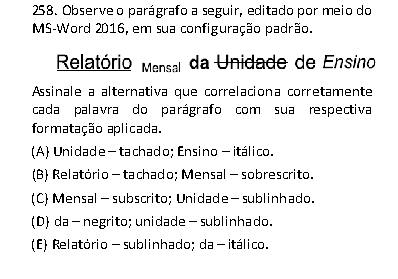 258. Observe o parágrafo a seguir, editado por meio do
MS-Word 2016, em sua configuração padrão.
Relatório Mensal da Unidade de Ensino
Assinale a alternativa que correlaciona corretamente
cada palavra do parágrafo com sua respectiva
formatação aplicada.
(A) Unidade – tachado; Ensino – itálico.
(B) Relatório – tachado; Mensal – sobrescrito.
(C) Mensal – subscrito; Unidade – sublinhado.
(D) da – negrito; unidade – sublinhado.
(E) Relatório – sublinhado; da – itálico.